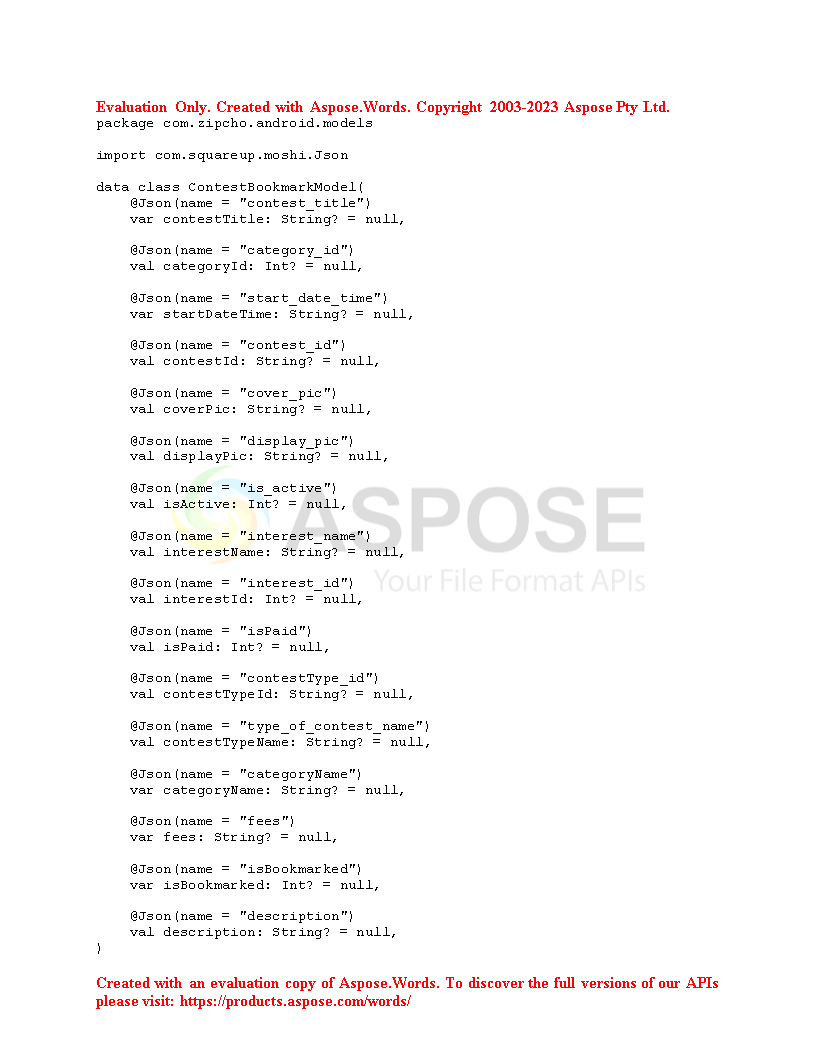 Evaluation Only. Created with Aspose.Words. Copyright 2003-2023 Aspose Pty Ltd.
package com.zipcho.android.models

import com.squareup.moshi.Json

data class ContestBookmarkModel(
    @Json(name = "contest_title")
    var contestTitle: String? = null,

    @Json(name = "category_id")
    val categoryId: Int? = null,

    @Json(name = "start_date_time")
    var startDateTime: String? = null,

    @Json(name = "contest_id")
    val contestId: String? = null,

    @Json(name = "cover_pic")
    val coverPic: String? = null,

    @Json(name = "display_pic")
    val displayPic: String? = null,

    @Json(name = "is_active")
    val isActive: Int? = null,

    @Json(name = "interest_name")
    val interestName: String? = null,

    @Json(name = "interest_id")
    val interestId: Int? = null,

    @Json(name = "isPaid")
    val isPaid: Int? = null,

    @Json(name = "contestType_id")
    val contestTypeId: String? = null,

    @Json(name = "type_of_contest_name")
    val contestTypeName: String? = null,

    @Json(name = "categoryName")
    var categoryName: String? = null,

    @Json(name = "fees")
    var fees: String? = null,

    @Json(name = "isBookmarked")
    var isBookmarked: Int? = null,

    @Json(name = "description")
    val description: String? = null,
)
ASPOSE
Your File Format APIs
Created with an evaluation copy of Aspose.Words. To discover the full versions of our APIs
please visit: https://products.aspose.com/words/